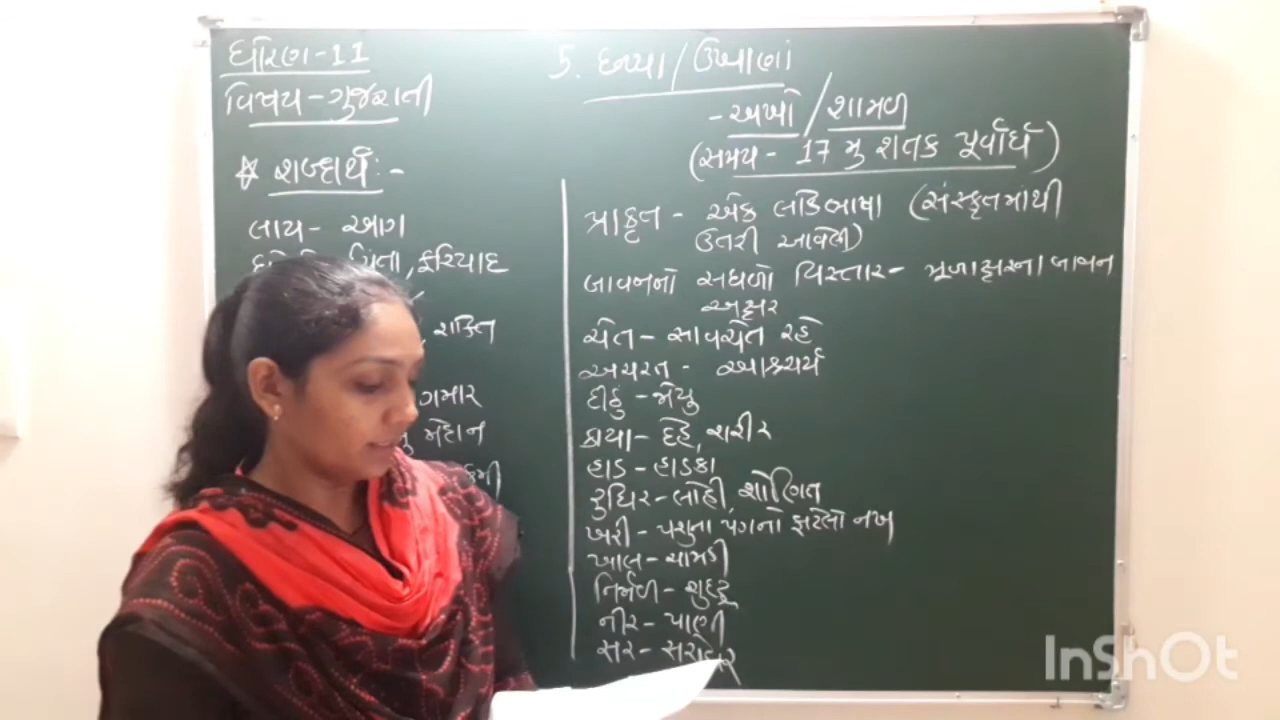 ધોરણ-11
વિષય-ગુજરાતી
5. છપ્પા/ઉખાણાં
-અખો/શામળ
(સમય- 17 મુ શતક પૂર્વાર્ધ)
☆ શબ્દાર્થ:-
લાય- આગ
ચિંતા, ફરિયાદ
, શક્તિ
ગમાર
મહાન
પ્રાકૃત - એક લોકભાષા (સંસ્કૃતમાંથી
ઉતરી આવેલી)
બાવનનો સઘળો વિસ્તાર- મૂળાક્ષરના બાવન
અક્ષર
ચેત- સાવચેત રહે
અચરત - આશ્ચર્ય
દીઠું -જોયુ
કાયા- દેહ, શરીર
હાડ - હાડકા
રુધિર-લોહી, શોણિત
ખરી- પશુના પગનો ફાટેલો નખ
ખાલ- ચામડી
નિર્મળ- શુદ્ધ
નીર- પાણી
સર- સરોવર
InShOt